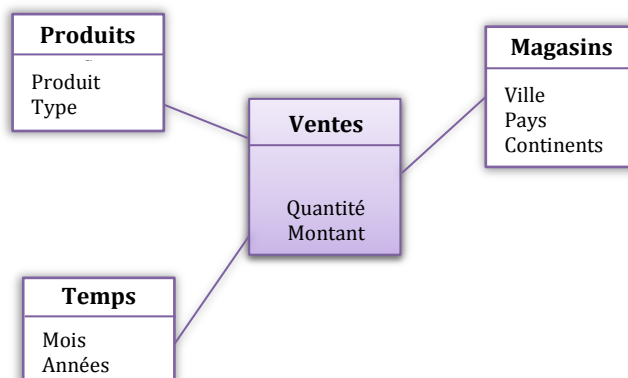 Produits
Produit
Type
Magasins
Ville
Pays
Continents
Ventes
Quantité
Montant
Temps
Mois
Années